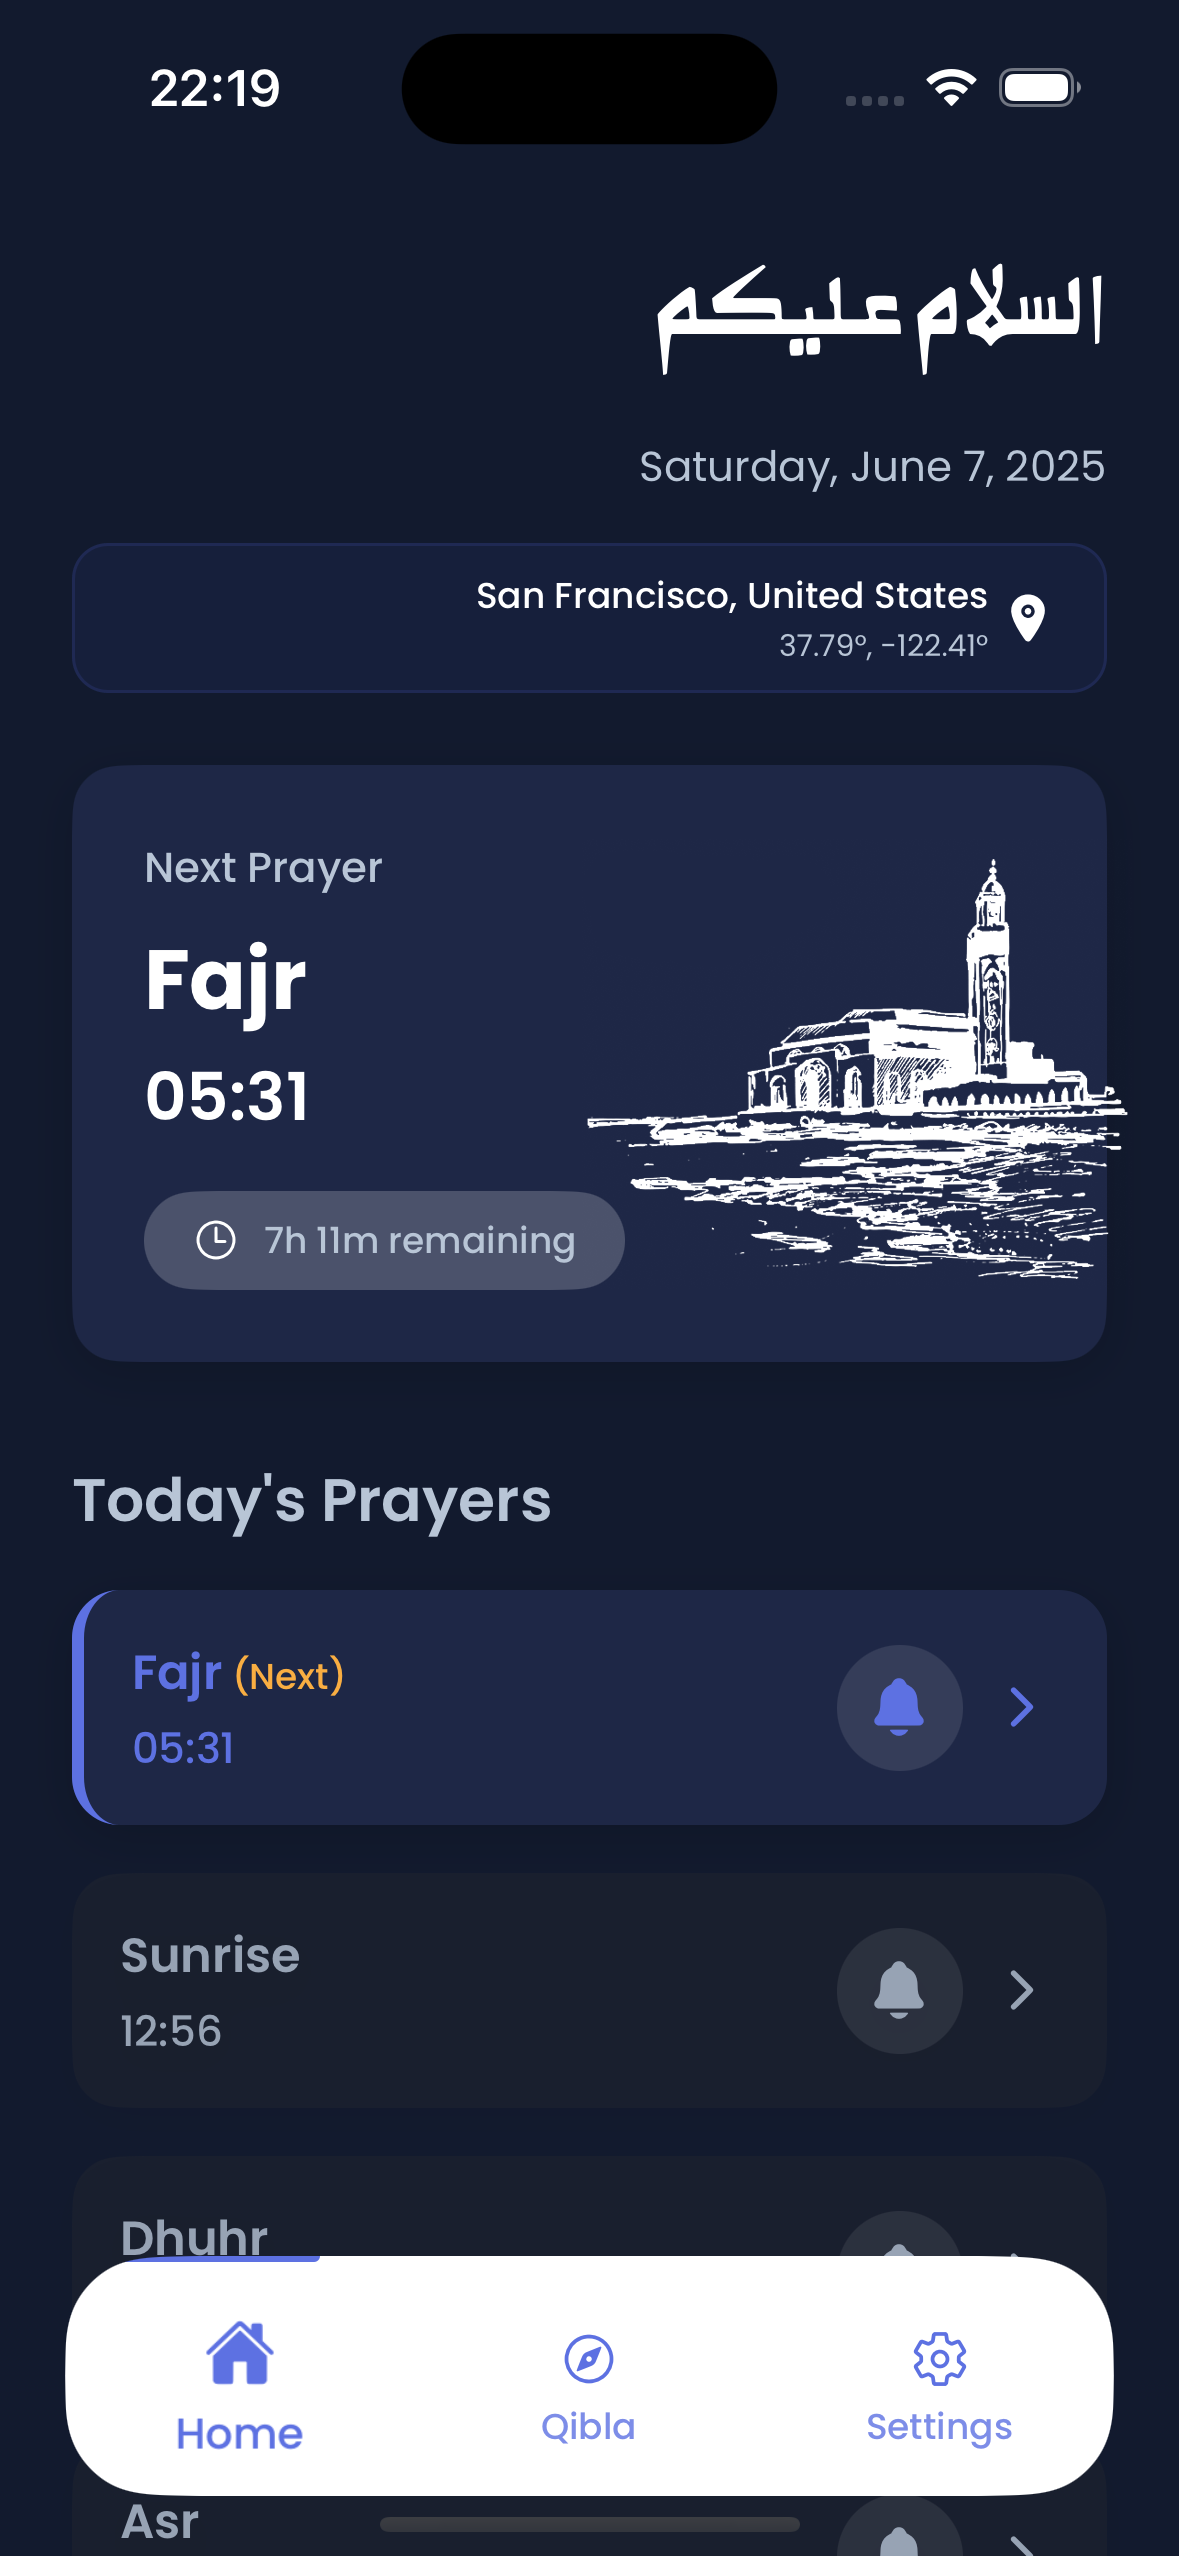 22:19
السلام عليكم
Saturday, June 7, 2025
San Francisco, United States
37.79°, -122.41°
Next Prayer
Fajr
05:31
7h 11m remaining
Today's Prayers
Fajr (Next)
05:31
Sunrise
12:56
Dhuhr
Home
Qibla
Settings
Asr